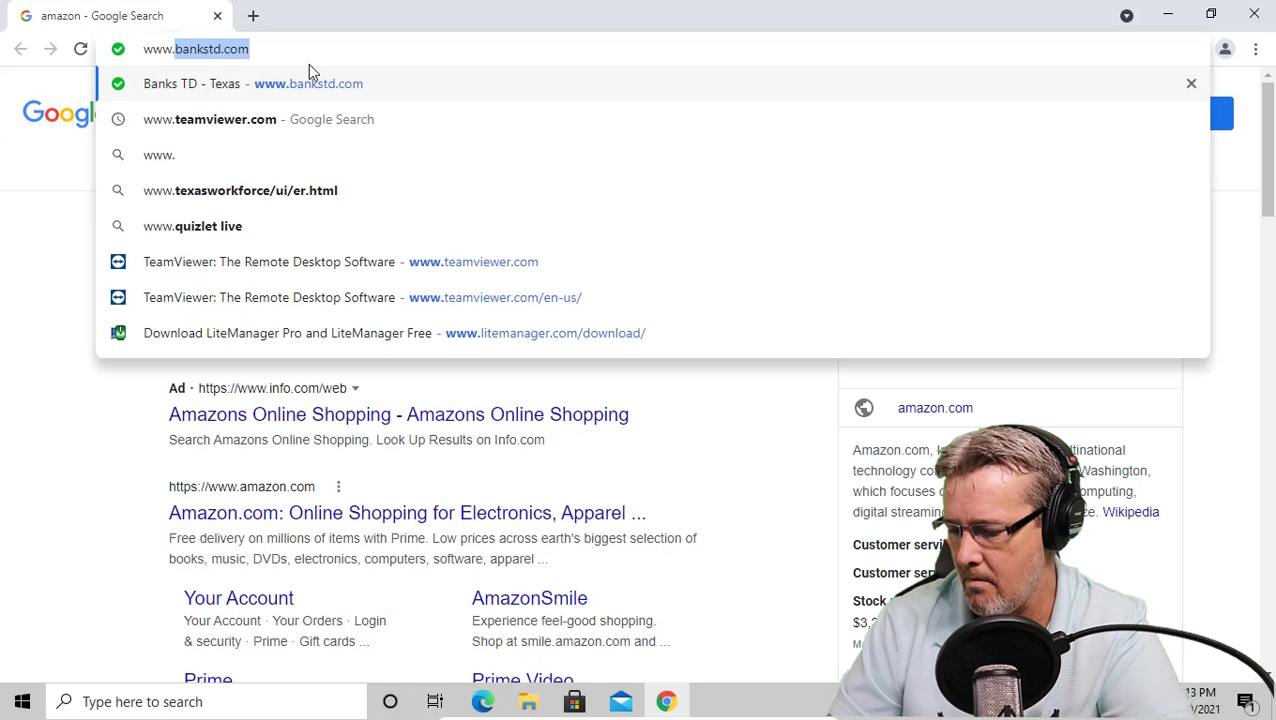 amazon - Google Search
www.bankstd.com
Banks TD - Texas - www.bankstd.com
www.teamviewer.com - Google Search
www.
www.texasworkforce/ui/er.html
www.quizlet live
TeamViewer: The Remote Desktop Software - www.teamviewer.com
TeamViewer: The Remote Desktop Software - www.teamviewer.com/en-us/
Download LiteManager Pro and LiteManager Free - www.litemanager.com/download/
Google
Ad · https://www.info.com/web
Amazons Online Shopping - Amazons Online Shopping
Search Amazons Online Shopping. Look Up Results on Info.com
https://www.amazon.com
Amazon.com: Online Shopping for Electronics, Apparel ...
Free delivery on millions of items with Prime. Low prices across earth's biggest selection of
books, music, DVDs, electronics, computers, software, apparel ...
Your Account
Your Account · Your Orders · Login
& security · Prime · Gift cards ...
AmazonSmile
Experience feel-good shopping.
Shop at smile.amazon.com and ...
Prime
Prime Video
amazon.com
Amazon.com,
technology
Washington,
which focuses
computing,
digital streaming
Wikipedia
Customer
Customer
Stock
$3,2
Type here to search
13 PM
/2021
1